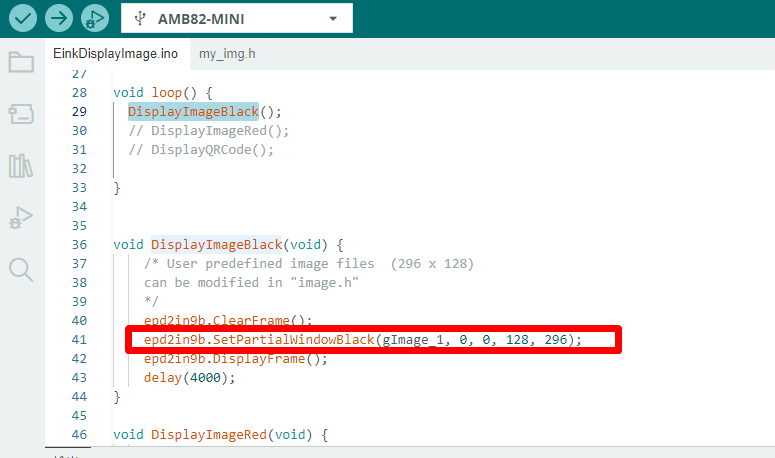 AMB82-MINI
EinkDisplayImage.ino my_img.h
27
28 void loop() {
29 DisplayImageBlack();
30 // DisplayImageRed();
31 // DisplayQRCode();
32
33 }
34
35
36 void DisplayImageBlack(void) {
37 /* User predefined image files (296 x 128)
38 can be modified in "image.h"
39 */
40 epd2in9b.ClearFrame();
41 epd2in9b.SetPartialWindowBlack(gImage_1, 0, 0, 128, 296);
42 epd2in9b.DisplayFrame();
43 delay(4000);
44 }
45
46 void DisplayImageRed(void) {